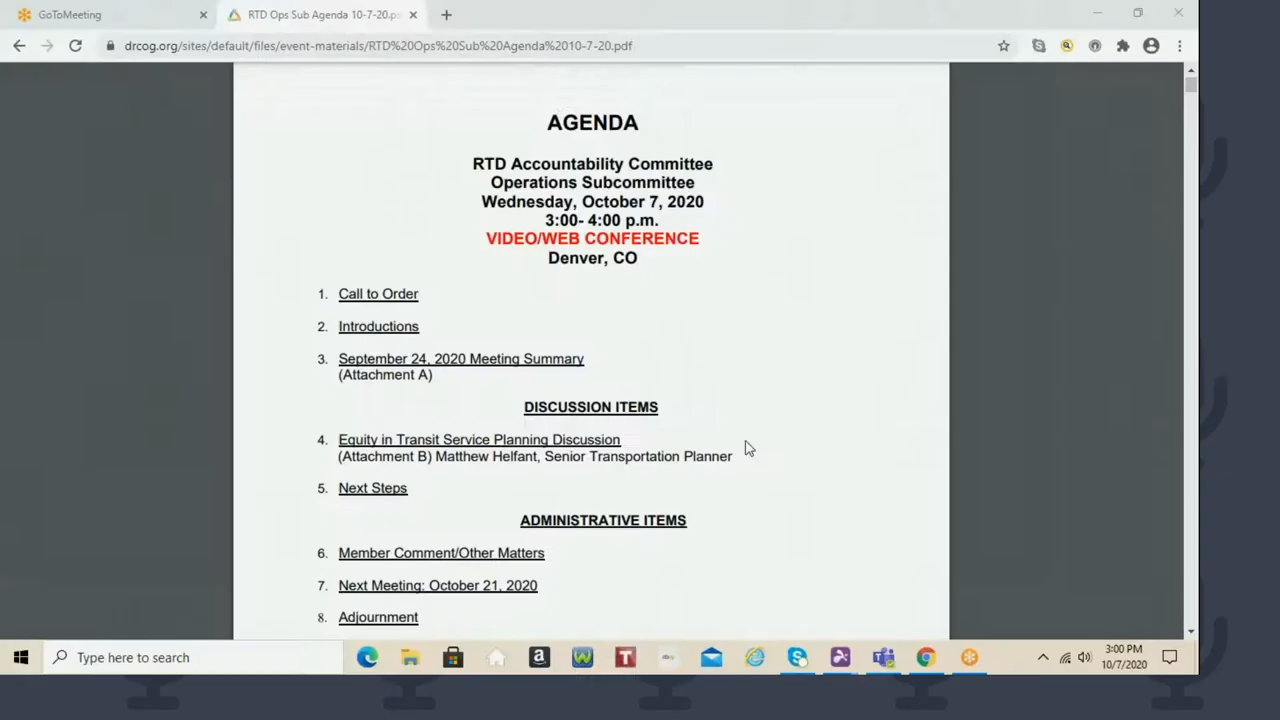 GoToMeeting
RTD Ops Sub Agenda 10-7-20.p
drcog.org/sites/default/files/event-materials/RTD%20Ops%20Sub%20Agenda%2010-7-20.pdf
AGENDA
RTD Accountability Committee
Operations Subcommittee
Wednesday, October 7, 2020
3:00- 4:00 p.m.
VIDEO/WEB CONFERENCE
Denver, CO
1. Call to Order
2. Introductions
3. September 24, 2020 Meeting Summary
(Attachment A)
DISCUSSION ITEMS
4. Equity in Transit Service Planning Discussion
(Attachment B) Matthew Helfant, Senior Transportation Planner
5. Next Steps
ADMINISTRATIVE ITEMS
6. Member Comment/Other Matters
7. Next Meeting: October 21, 2020
8. Adjournment
Type here to search
3:00 PM
10/7/2020